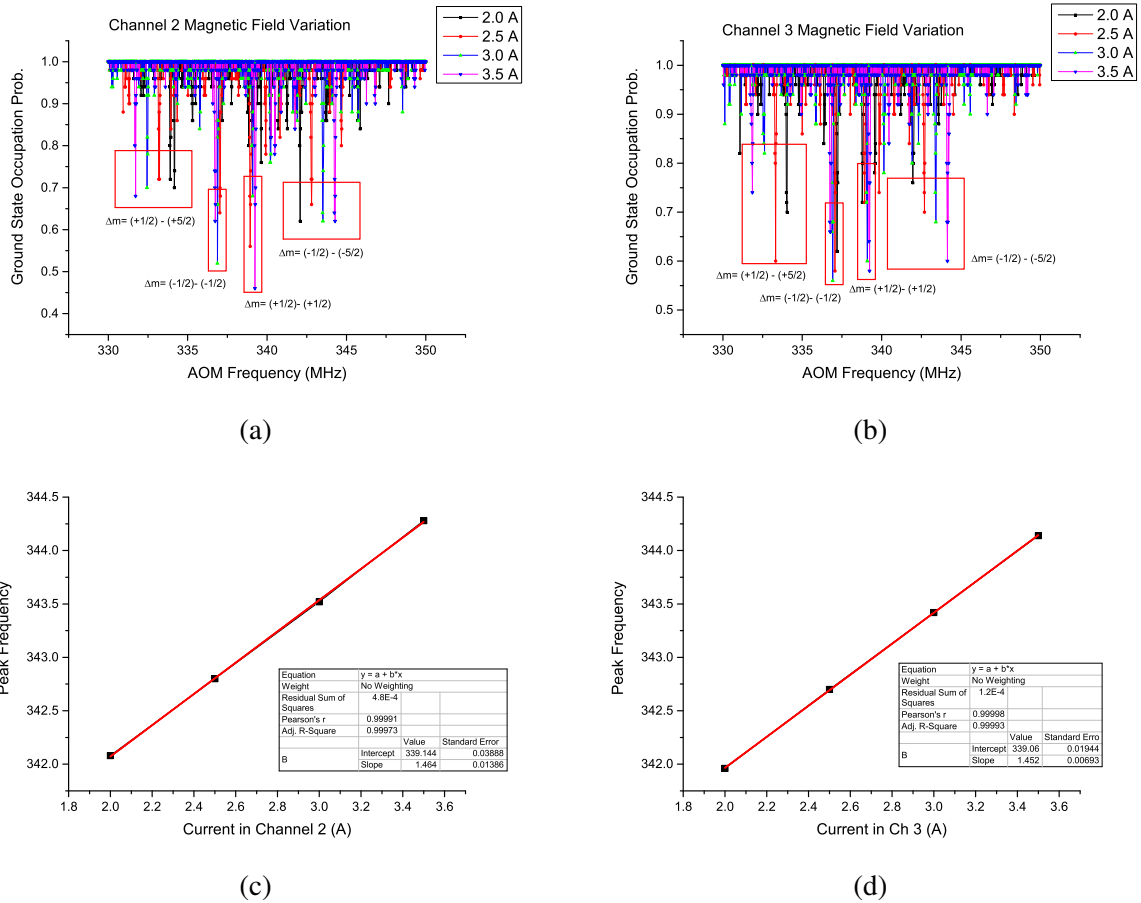 Channel 2 Magnetic Field Variation
2.0 A
2.5 A
3.0 A
3.5 A
1.0
0.9
0.8
0.7
0.6
0.5
0.4
Ground State Occupation Prob.
Δm= (+1/2) - (+5/2)
Δm= (-1/2)- (-1/2)
Δm= (+1/2)- (+1/2)
Δm= (-1/2) - (-5/2)
330 335 340 345 350
AOM Frequency (MHz)
(a)
Channel 3 Magnetic Field Variation
2.0 A
2.5 A
3.0 A
3.5 A
1.0
0.9
0.8
0.7
0.6
0.5
Ground State Occupation Prob.
Δm= (+1/2) - (+5/2)
Δm= (-1/2)- (-1/2)
Δm= (+1/2)- (+1/2)
Δm= (-1/2) - (-5/2)
330 335 340 345 350
AOM Frequency (MHz)
(b)
344.5
344.0
343.5
343.0
342.5
342.0
Peak Frequency
Equation y = a + b*x
Weight No Weighting
Residual Sum of Squares 4.8E-4
Pearson's r 0.99991
Adj. R-Square 0.99973
Value Standard Error
B Intercept 339.144 0.03888
Slope 1.464 0.01386
1.8 2.0 2.2 2.4 2.6 2.8 3.0 3.2 3.4 3.6
Current in Channel 2 (A)
(c)
344.5
344.0
343.5
343.0
342.5
342.0
Peak Frequency
Equation y = a + b*x
Weight No Weighting
Residual Sum of Squares 1.2E-4
Pearson's r 0.99998
Adj. R-Square 0.99993
Value Standard Erro
B Intercept 339.06 0.01944
Slope 1.452 0.00693
1.8 2.0 2.2 2.4 2.6 2.8 3.0 3.2 3.4 3.6
Current in Ch 3 (A)
(d)